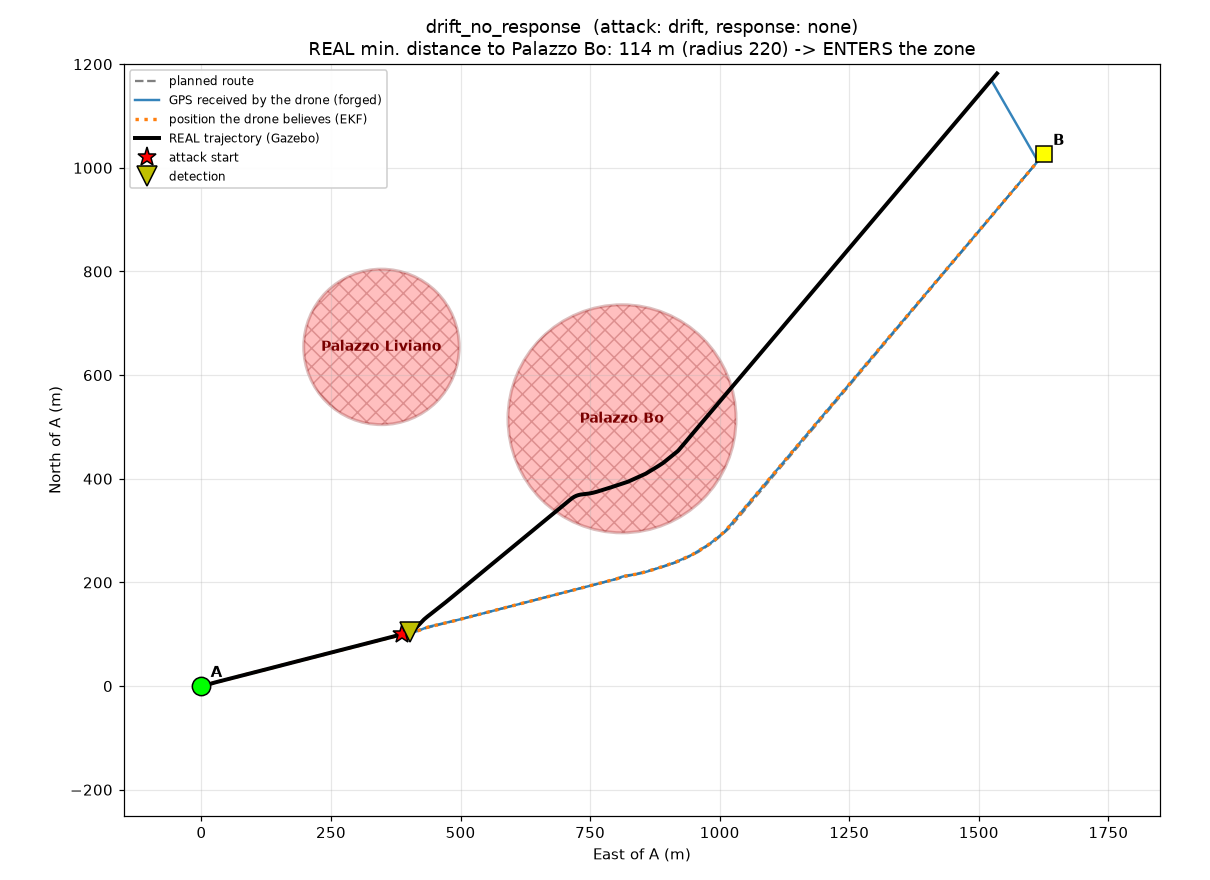 drift_no_response (attack: drift, response: none)
REAL min. distance to Palazzo Bo: 114 m (radius 220) -> ENTERS the zone
planned route
GPS received by the drone (forged)
position the drone believes (EKF)
REAL trajectory (Gazebo)
attack start
detection
1200
1000
800
600
400
200
0
−200
North of A (m)
B
Palazzo Liviano
Palazzo Bo
A
0
250
500
750
1000
1250
1500
1750
East of A (m)